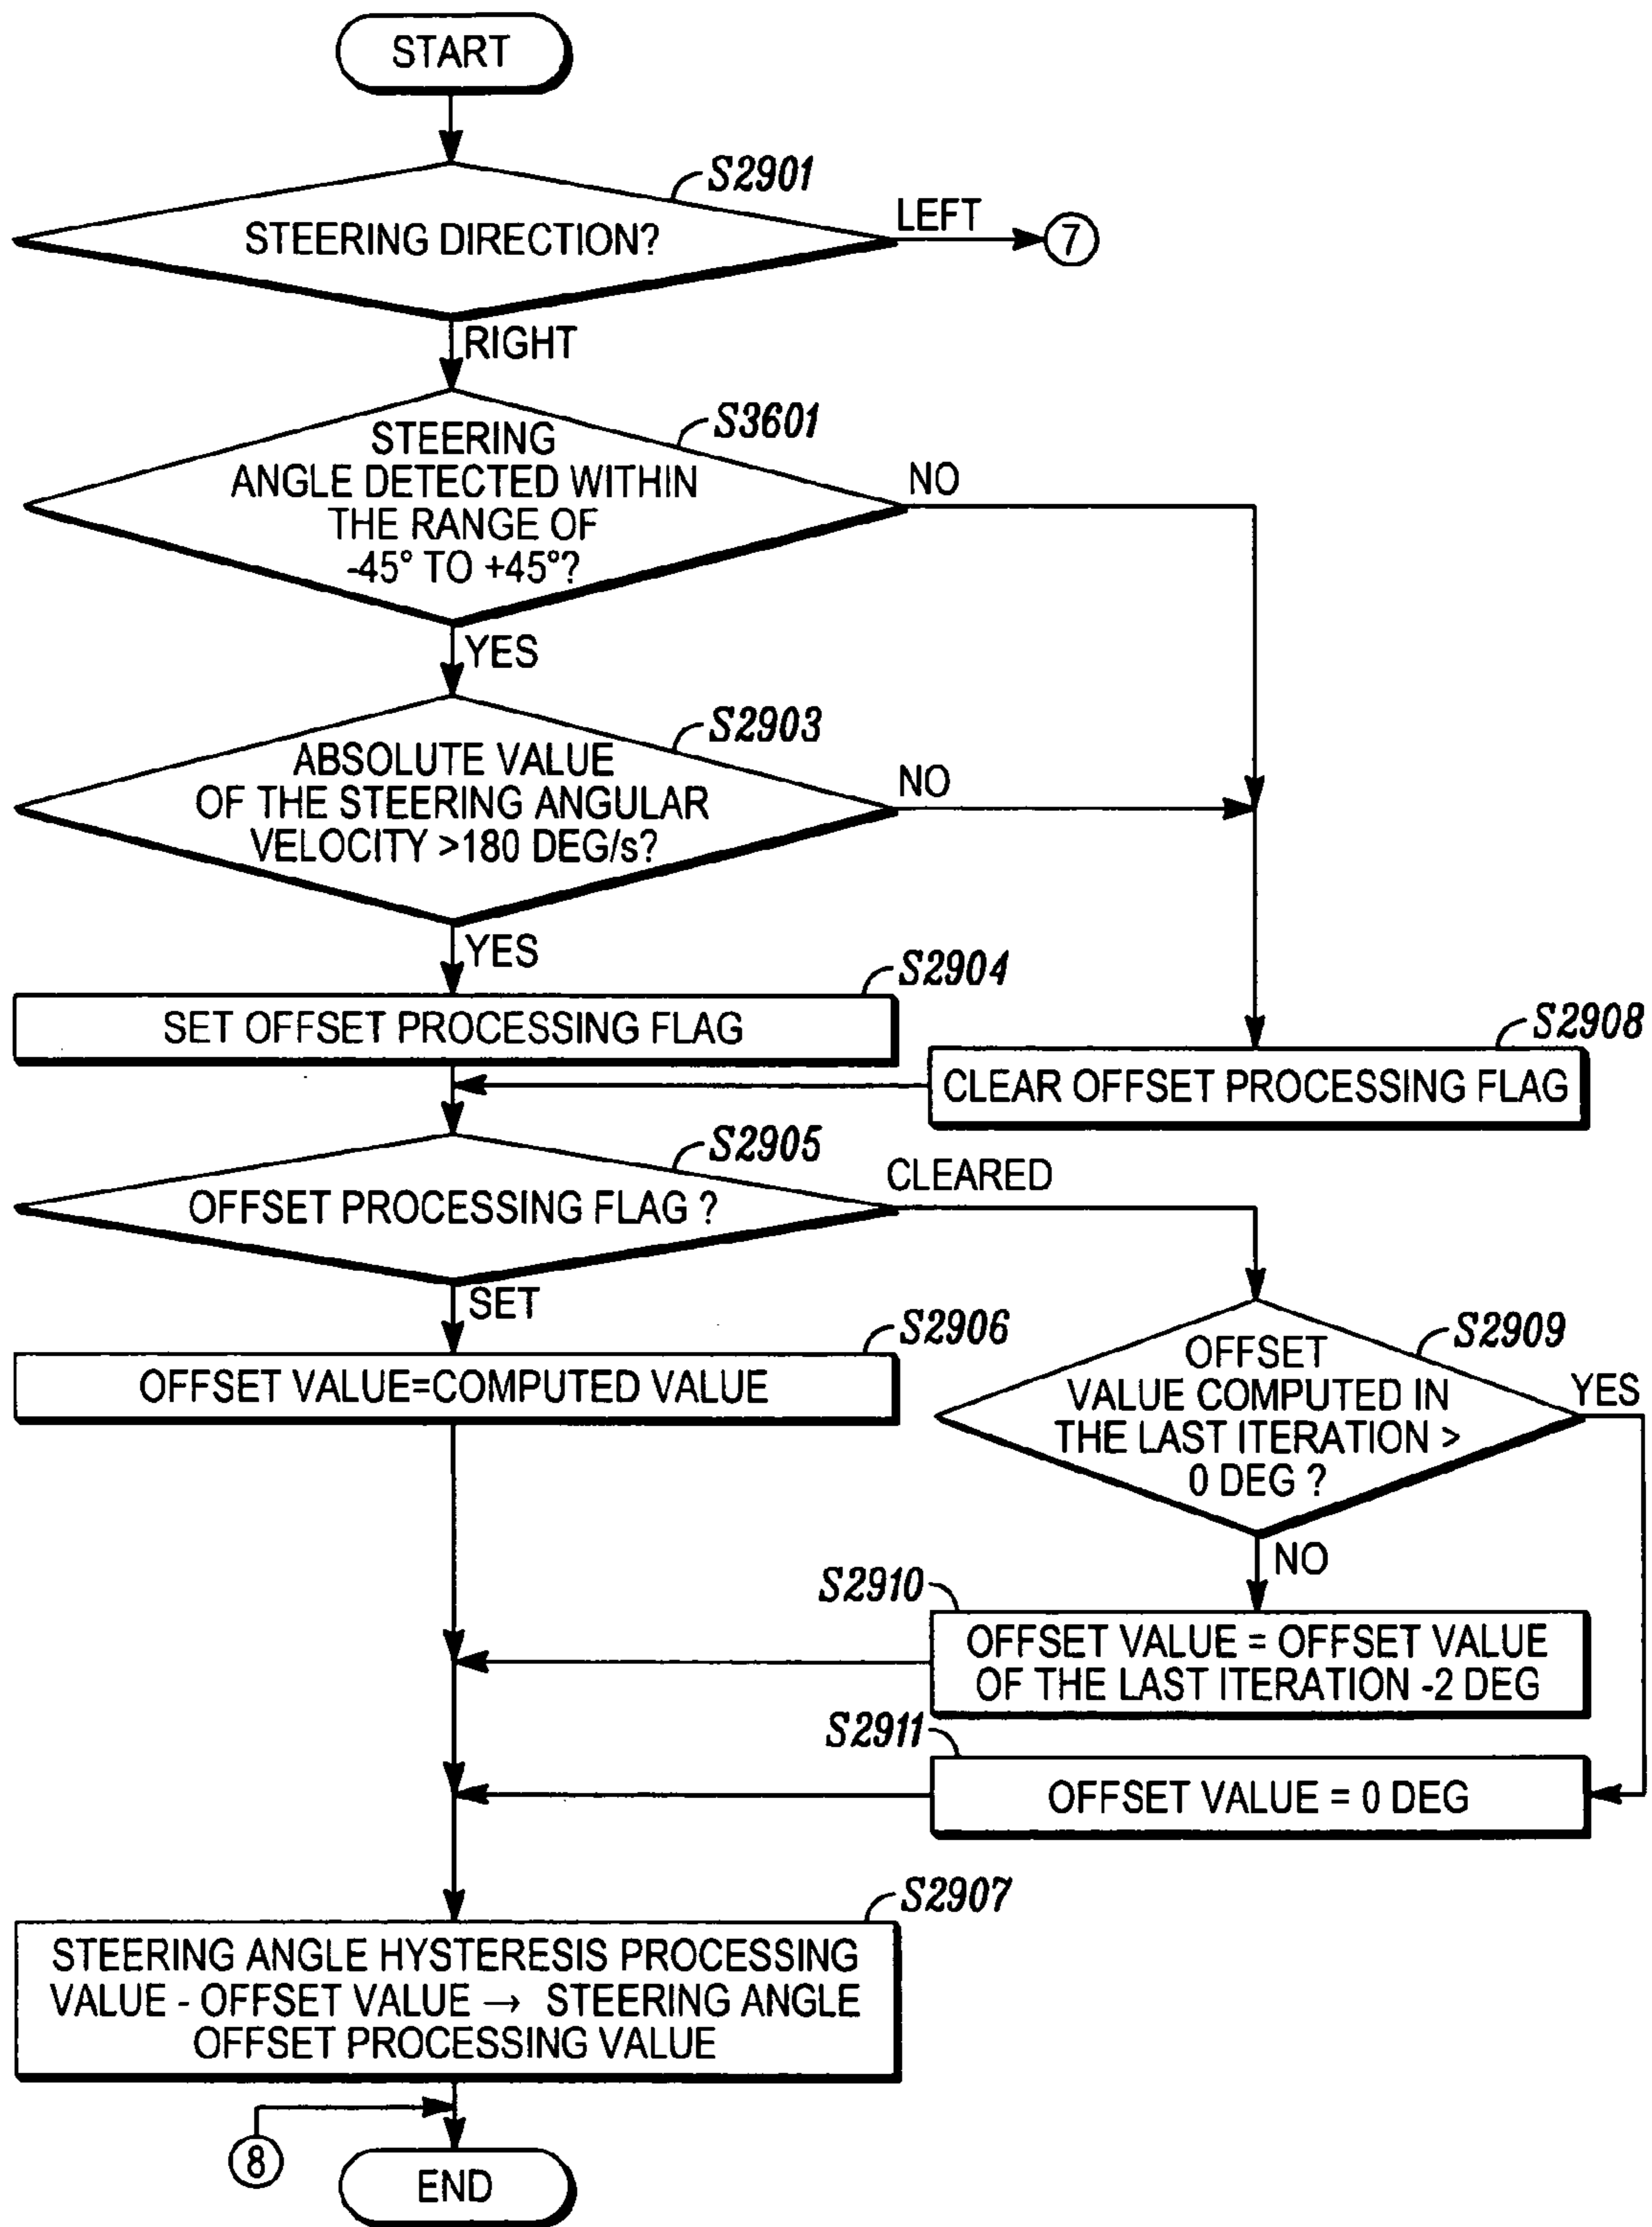 START
S2901
STEERING DIRECTION?
LEFT
7
RIGHT
S3601
STEERING
ANGLE DETECTED WITHIN
THE RANGE OF
-45° TO +45°?
NO
YES
S2903
ABSOLUTE VALUE
OF THE STEERING ANGULAR
VELOCITY >180 DEG/s?
NO
YES
S2904
SET OFFSET PROCESSING FLAG
S2908
CLEAR OFFSET PROCESSING FLAG
S2905
OFFSET PROCESSING FLAG ?
CLEARED
SET
S2906
OFFSET VALUE=COMPUTED VALUE
S2909
OFFSET
VALUE COMPUTED IN
THE LAST ITERATION >
0 DEG ?
YES
NO
S2910
OFFSET VALUE = OFFSET VALUE
OF THE LAST ITERATION -2 DEG
S2911
OFFSET VALUE = 0 DEG
S2907
STEERING ANGLE HYSTERESIS PROCESSING
VALUE - OFFSET VALUE → STEERING ANGLE
OFFSET PROCESSING VALUE
8
END